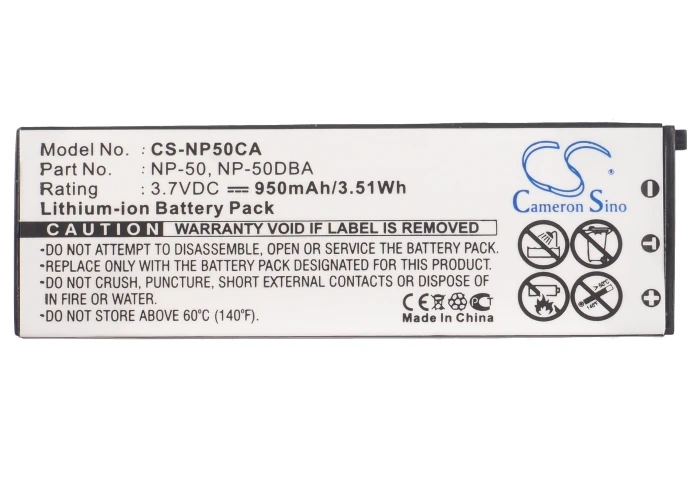 Model No. : CS-NP50CA
Part No. : NP-50, NP-50DBA
Rating : 3.7VDC ⎓ 950mAh/3.51Wh
Lithium-ion Battery Pack
CAUTION WARRANTY VOID IF LABEL IS REMOVED
•DO NOT ATTEMPT TO DISASSEMBLE, OPEN OR SERVICE THE BATTERY PACK.
•REPLACE ONLY WITH THE BATTERY DESIGNATED FOR THIS PRODUCT.
•DO NOT CRUSH, PUNCTURE, SHORT EXTERNAL CONTACTS OR DISPOSE OF
IN FIRE OR WATER.
•DO NOT STORE ABOVE 60°C (140°F).
CE
Made In China
CS
Cameron Sino
- T +